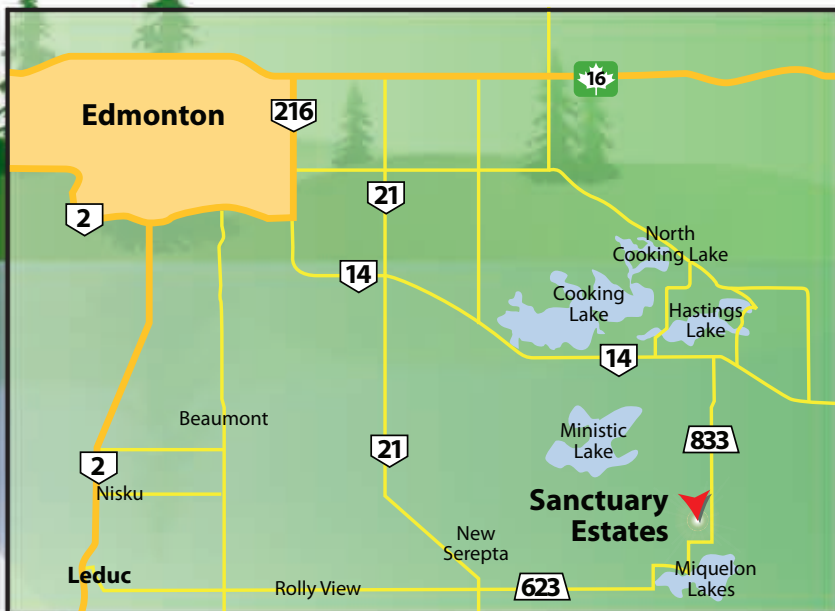 16
Edmonton
216
21
2
North
Cooking Lake
14
Cooking
Lake
Hastings
Lake
14
Beaumont
Ministic
Lake
833
21
2
Nisku
Sanctuary
Estates
New
Serepta
Leduc
Rolly View
623
Miquelon
Lakes